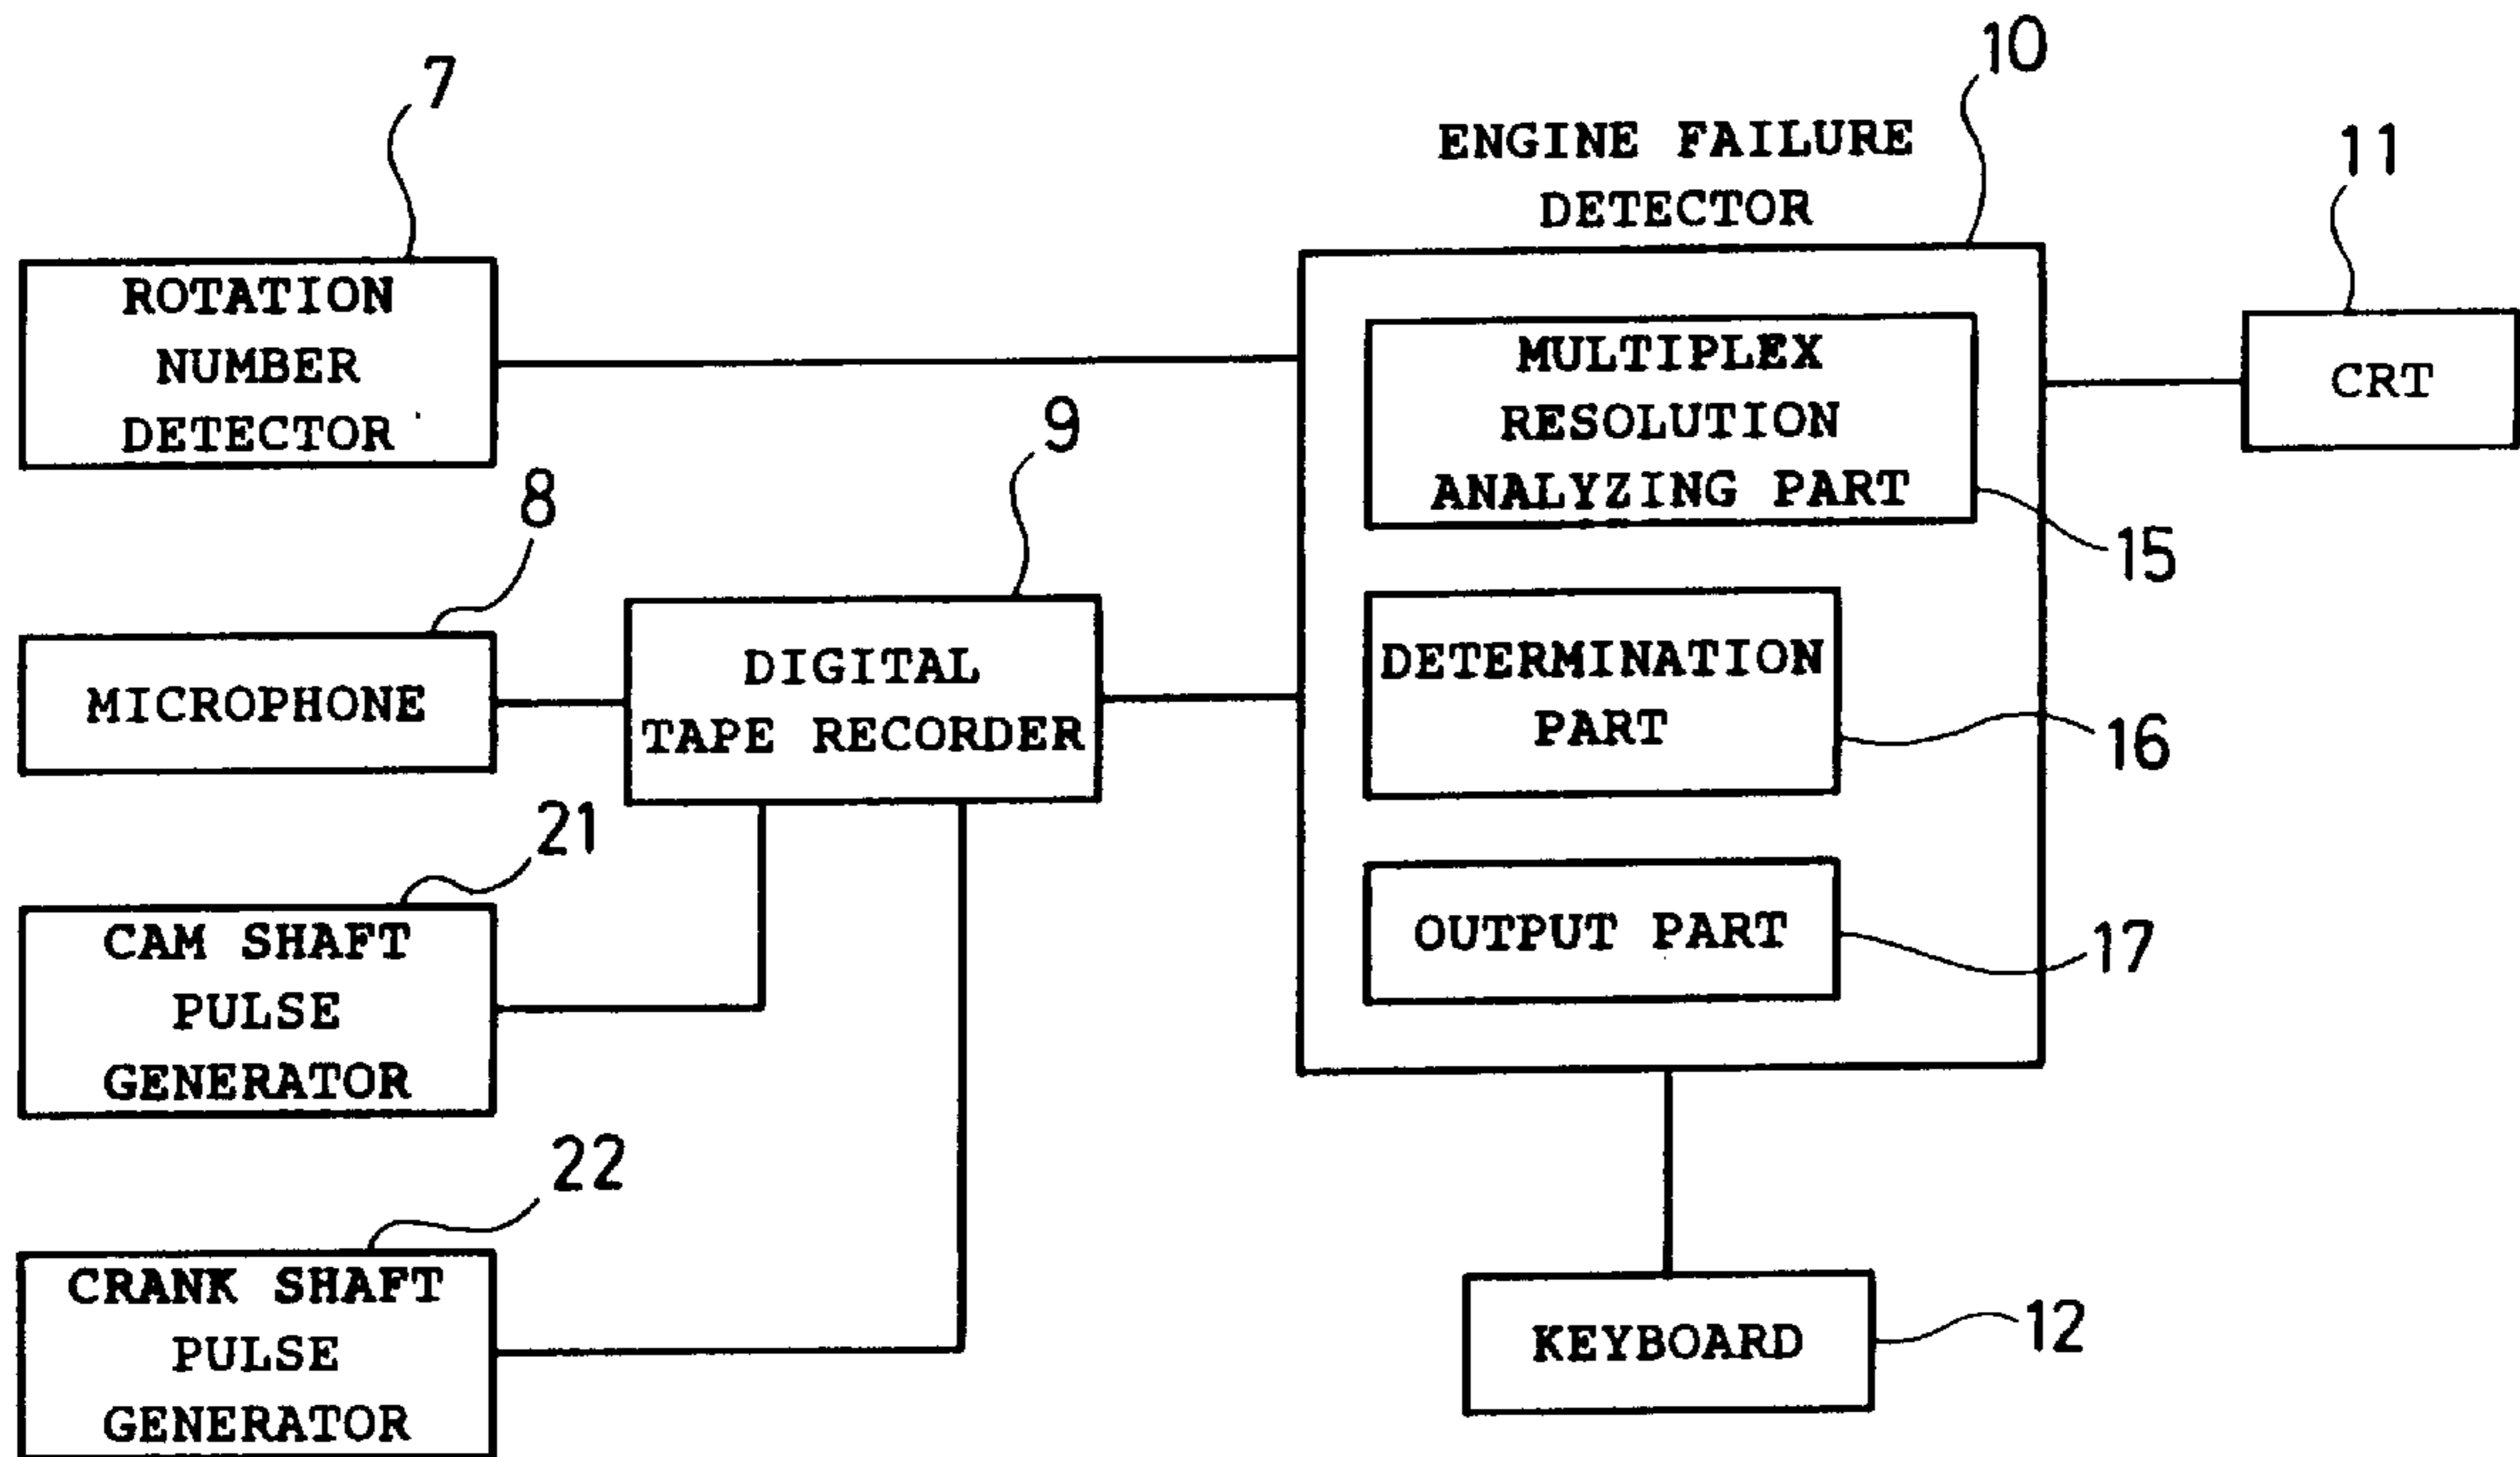 7
ROTATION
NUMBER
DETECTOR
8
MICROPHONE
21
CAM SHAFT
PULSE
GENERATOR
22
CRANK SHAFT
PULSE
GENERATOR
9
DIGITAL
TAPE RECORDER
10
ENGINE FAILURE
DETECTOR
MULTIPLEX
RESOLUTION
ANALYZING PART
15
DETERMINATION
PART
16
OUTPUT PART
17
11
CRT
KEYBOARD
12